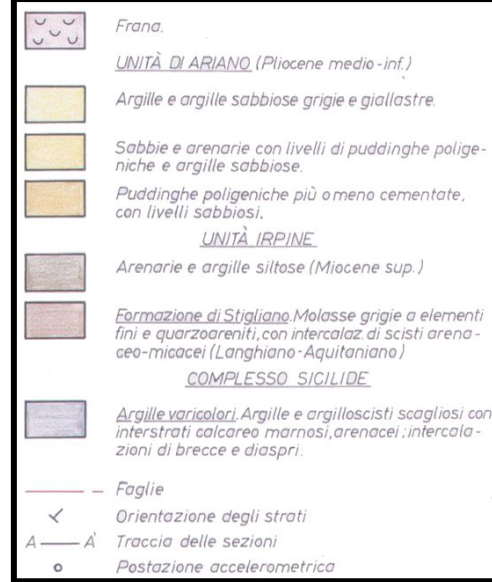 Frana.
UNITÀ DI ARIANO (Pliocene medio-inf.)
Argille e argille sabbiose grigie e giallastre.
Sabbie e arenarie con livelli di puddinghe polige-
niche e argille sabbiose.
Puddinghe poligeniche più o meno cementate,
con livelli sabbiosi.
UNITÀ IRPINE
Arenarie e argille siltose (Miocene sup.)
Formazione di Stigliano. Molasse grigie a elementi
fini e quarzoareniti, con intercalaz. di scisti arena-
ceo-micacei (Langhiano-Aquitaniano)
COMPLESSO SICILIDE
Argille varicolori. Argille e argilloscisti scagliosi con
interstrati calcareo marnosi, arenacei; intercala-
zioni di brecce e diaspri.
Faglie
Orientazione degli strati
A A' Traccia delle sezioni
Postazione accelerometrica